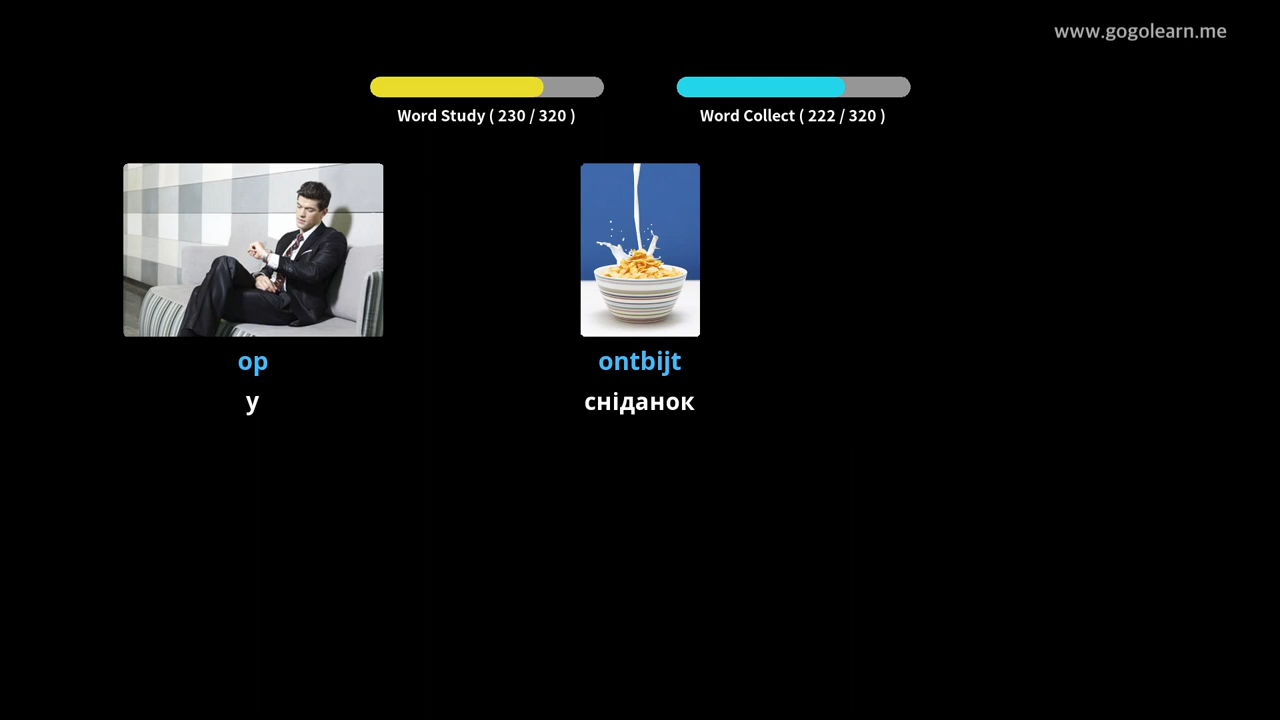 www.gogolearn.me
Word Study ( 230 / 320 )
Word Collect ( 222 / 320 )
op
у
ontbijt
сніданок